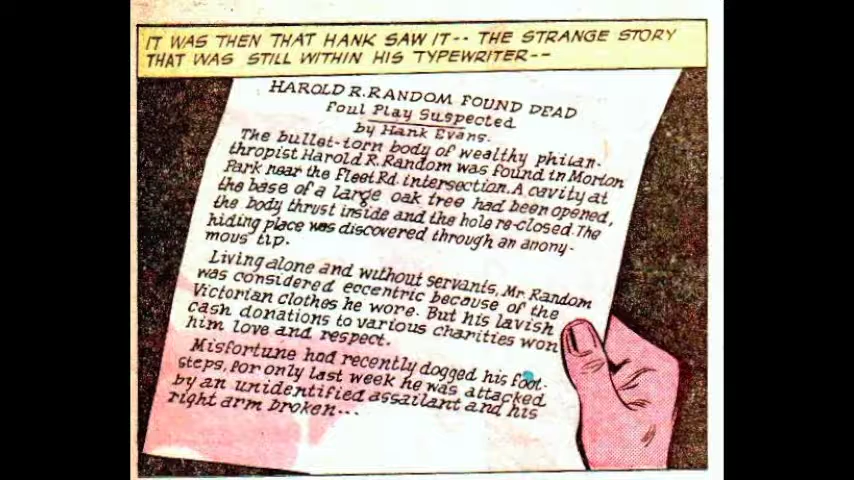 IT WAS THEN THAT HANK SAW IT-- THE STRANGE STORY
THAT WAS STILL WITHIN HIS TYPEWRITER--
HAROLD R. RANDOM FOUND DEAD
Foul Play Suspected
by Hank Evans.
The bullet-torn body of wealthy philan-
thropist Harold R. Random was found in Morton
Park near the Fleet Rd. intersection. A cavity at
the base of a large oak tree had been opened,
the body thrust inside and the hole re-closed. The
hiding place was discovered through an anony-
mous tip.
Living alone and without servants, Mr. Random
was considered eccentric because of the
Victorian clothes he wore. But his lavish
cash donations to various charities won
him love and respect.
Misfortune had recently dogged his foot-
steps, for only last week he was attacked
by an unidentified assailant and his
right arm broken...